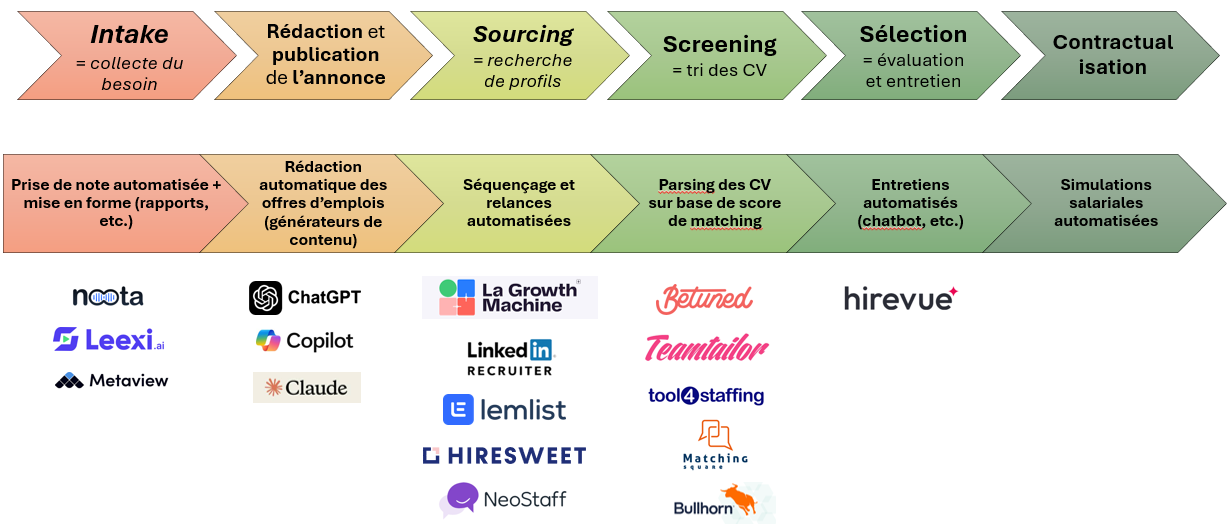 Intake
= collecte du
besoin
Rédaction et
publication
de l’annonce
Sourcing
= recherche
de profils
Screening
= tri des CV
Sélection
= évaluation
et entretien
Contractual
isation
Prise de note automatisée +
mise en forme (rapports,
etc.)
Rédaction
automatique des
offres d’emplois
(générateurs de
contenu)
Séquençage et
relances
automatisées
Parsing des CV
sur base de score
de matching
Entretiens
automatisés
(chatbot, etc.)
Simulations
salariales
automatisées
noota
Leexi.ai
Metaview
ChatGPT
Copilot
Claude
La Growth
Machine
Linked in
RECRUITER
lemlist
HIRESWEET
NeoStaff
Betuned
Teamtailor
tool4staffing
Matching
square
Bullhorn
hirevue